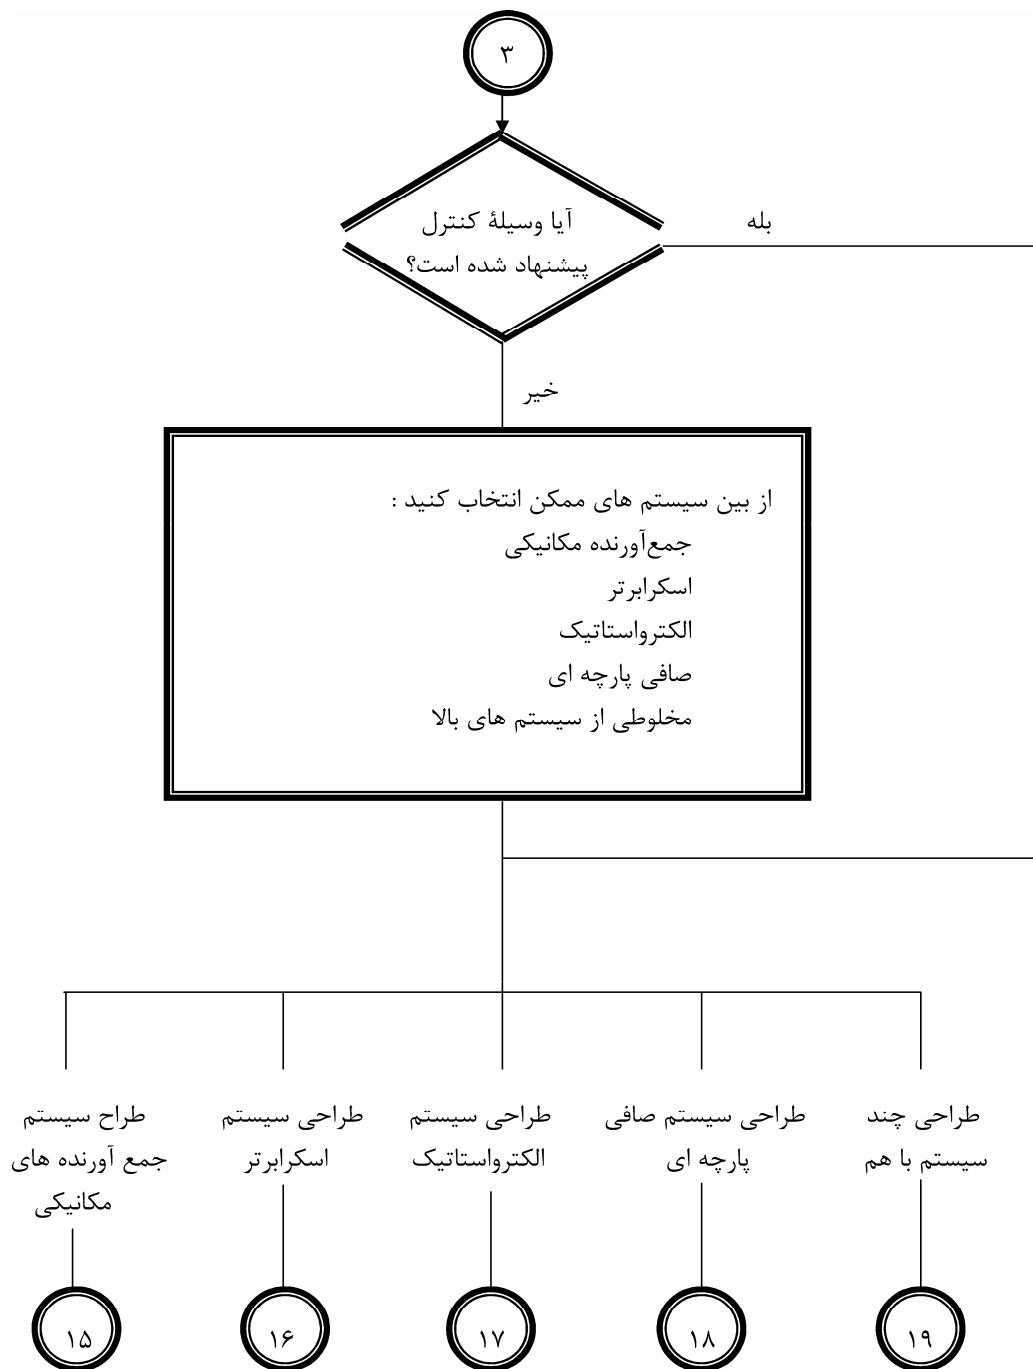 ۳
آیا وسیلۀ کنترل
پیشنهاد شده است؟
بله
خیر
از بین سیستم های ممکن انتخاب کنید :
جمع‌آورنده مکانیکی
اسکرابرتر
الکترواستاتیک
صافی پارچه ای
مخلوطی از سیستم های بالا
طراحی چند
سیستم با هم
طراحی سیستم صافی
پارچه ای
طراحی سیستم
الکترواستاتیک
طراحی سیستم
اسکرابرتر
طراح سیستم
جمع آورنده های
مکانیکی
۱۹
۱۸
۱۷
۱۶
۱۵